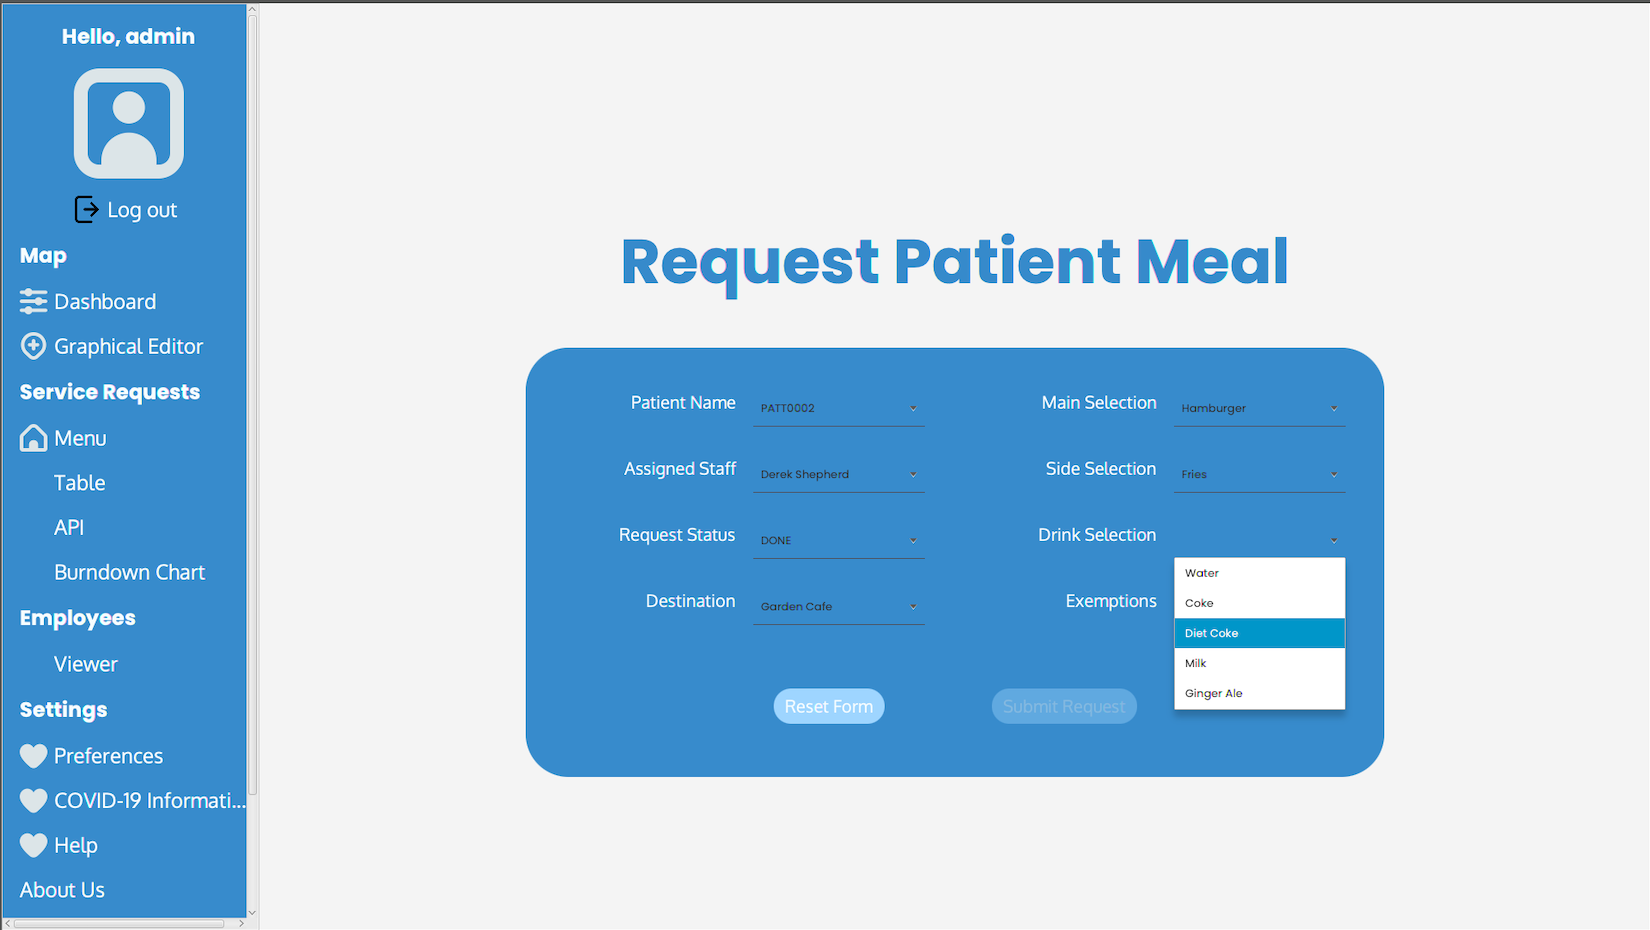 Hello, admin
Log out
Map
Dashboard
Graphical Editor
Service Requests
Menu
Table
API
Burndown Chart
Employees
Viewer
Settings
Preferences
COVID-19 Informati...
Help
About Us
Request Patient Meal
Patient Name PATT0002
Assigned Staff Derek Shepherd
Request Status DONE
Destination Garden Cafe
Main Selection Hamburger
Side Selection Fries
Drink Selection
Water
Coke
Diet Coke
Milk
Ginger Ale
Exemptions
Reset Form
Submit Request